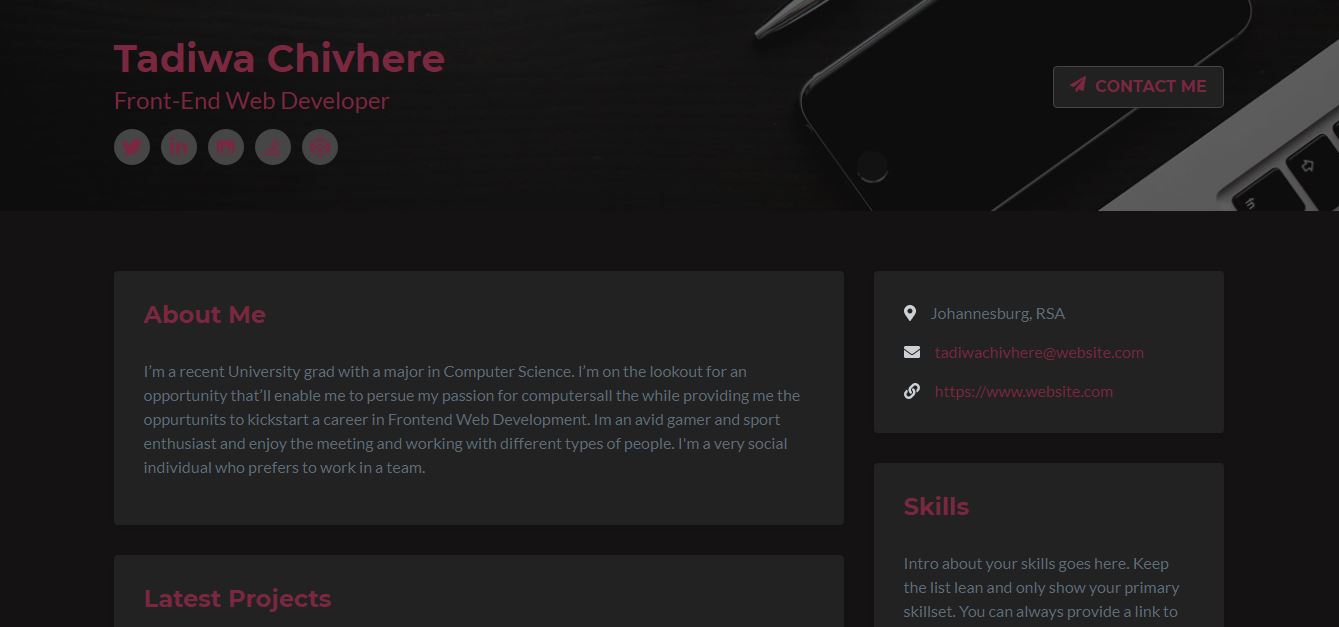 Tadiwa Chivhere
Front-End Web Developer
CONTACT ME
About Me
I’m a recent University grad with a major in Computer Science. I’m on the lookout for an
opportunity that’ll enable me to persue my passion for computersall the while providing me the
oppurtunits to kickstart a career in Frontend Web Development. Im an avid gamer and sport
enthusiast and enjoy the meeting and working with different types of people. I'm a very social
individual who prefers to work in a team.
Latest Projects
Johannesburg, RSA
tadiwachivhere@website.com
https://www.website.com
Skills
Intro about your skills goes here. Keep
the list lean and only show your primary
skillset. You can always provide a link to